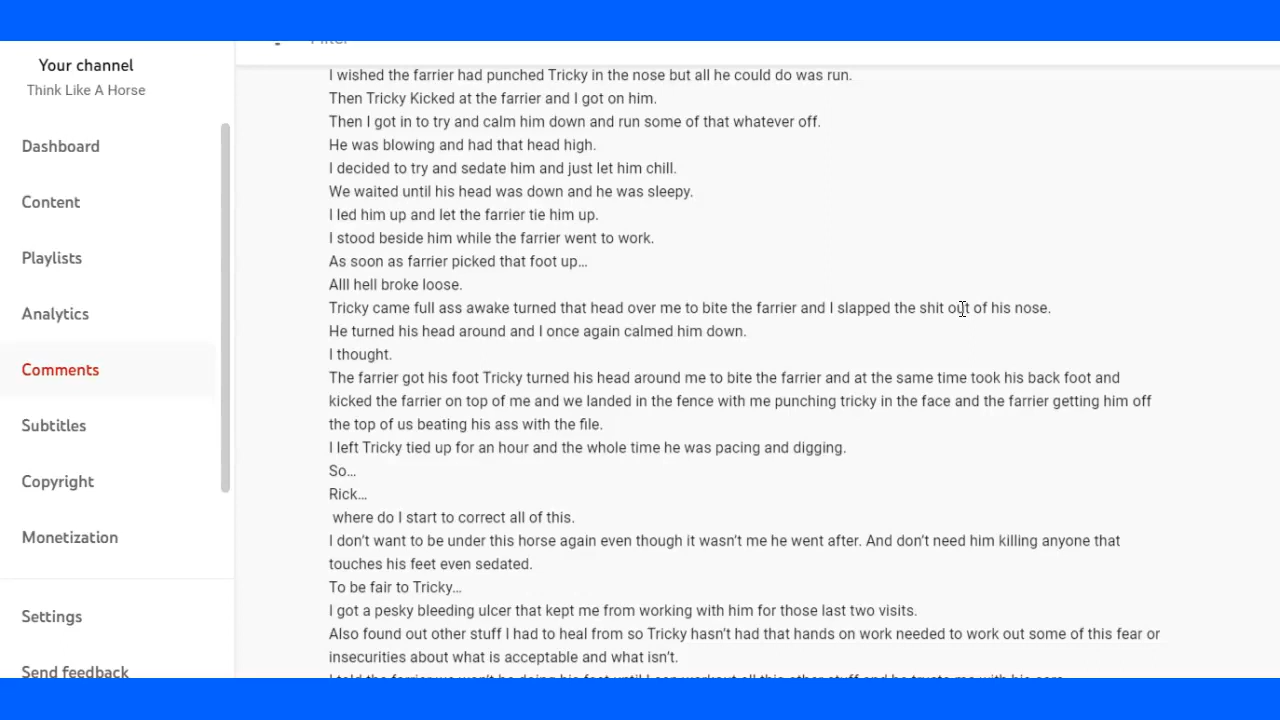 Your channel
Think Like A Horse
Dashboard
Content
Playlists
Analytics
Comments
Subtitles
Copyright
Monetization
Settings
Send feedback
I wished the farrier had punched Tricky in the nose but all he could do was run.
Then Tricky Kicked at the farrier and I got on him.
Then I got in to try and calm him down and run some of that whatever off.
He was blowing and had that head high.
I decided to try and sedate him and just let him chill.
We waited until his head was down and he was sleepy.
I led him up and let the farrier tie him up.
I stood beside him while the farrier went to work.
As soon as farrier picked that foot up...
Alll hell broke loose.
Tricky came full ass awake turned that head over me to bite the farrier and I slapped the shit out of his nose.
He turned his head around and I once again calmed him down.
I thought.
The farrier got his foot Tricky turned his head around me to bite the farrier and at the same time took his back foot and
kicked the farrier on top of me and we landed in the fence with me punching tricky in the face and the farrier getting him off
the top of us beating his ass with the file.
I left Tricky tied up for an hour and the whole time he was pacing and digging.
So...
Rick...
where do I start to correct all of this.
I don't want to be under this horse again even though it wasn't me he went after. And don't need him killing anyone that
touches his feet even sedated.
To be fair to Tricky...
I got a pesky bleeding ulcer that kept me from working with him for those last two visits.
Also found out other stuff I had to heal from so Tricky hasn't had that hands on work needed to work out some of this fear or
insecurities about what is acceptable and what isn't.